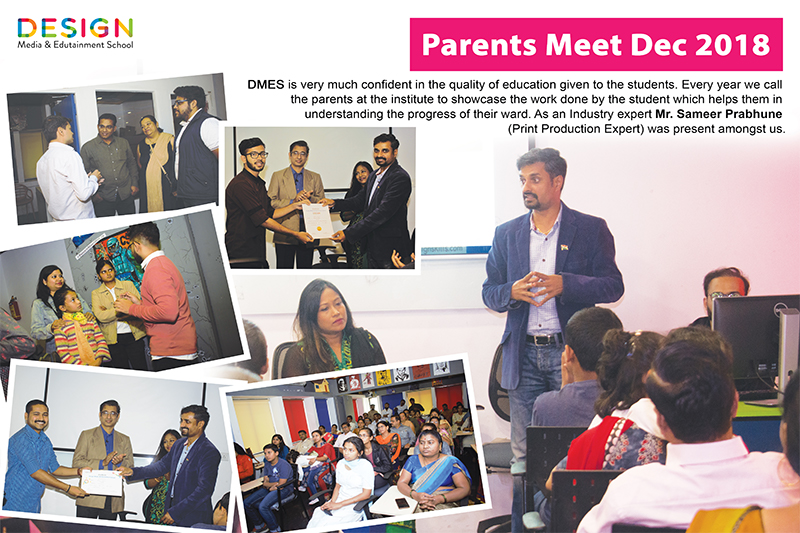 DESIGN
Media & Edutainment School
Parents Meet Dec 2018
DMES is very much confident in the quality of education given to the students. Every year we call
the parents at the institute to showcase the work done by the student which helps them in
understanding the progress of their ward. As an Industry expert Mr. Sameer Prabhune
(Print Production Expert) was present amongst us.